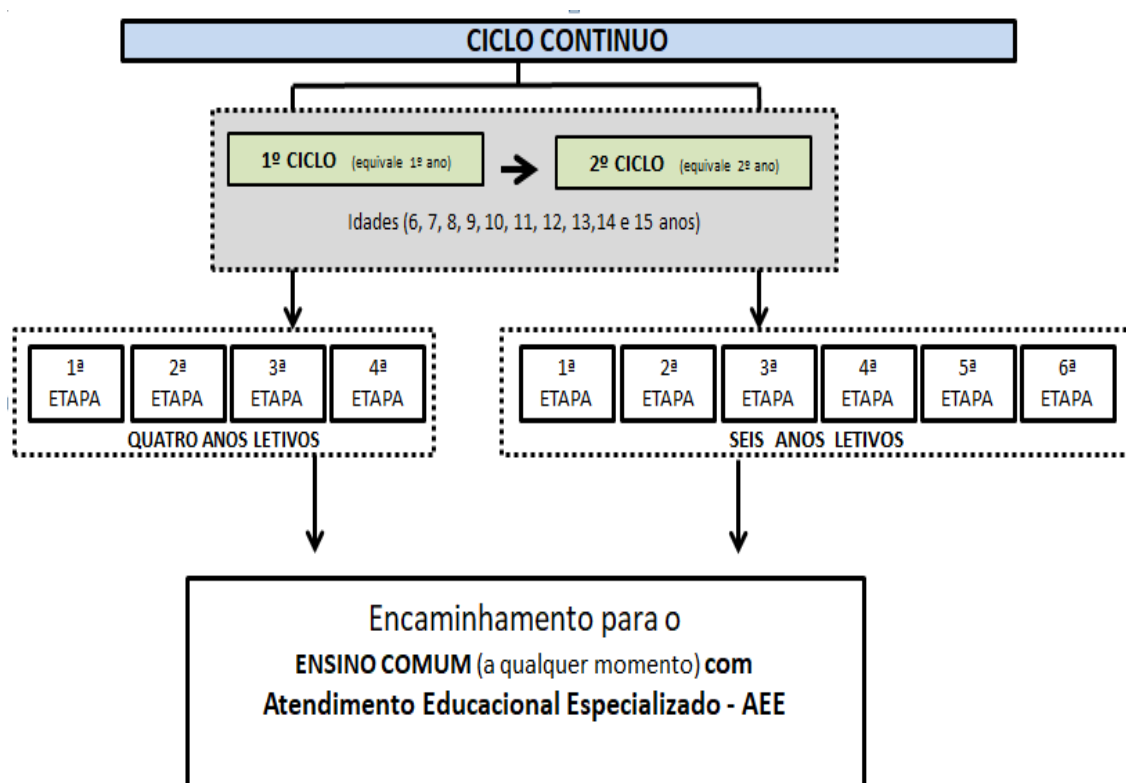 CICLO CONTINUO
1º CICLO (equivale 1º ano)
2º CICLO (equivale 2º ano)
Idades (6, 7, 8, 9, 10, 11, 12, 13,14 e 15 anos)
1ª
ETAPA
2ª
ETAPA
3ª
ETAPA
4ª
ETAPA
QUATRO ANOS LETIVOS
1ª
ETAPA
2ª
ETAPA
3ª
ETAPA
4ª
ETAPA
5ª
ETAPA
6ª
ETAPA
SEIS ANOS LETIVOS
Encaminhamento para o
ENSINO COMUM (a qualquer momento) com
Atendimento Educacional Especializado - AEE